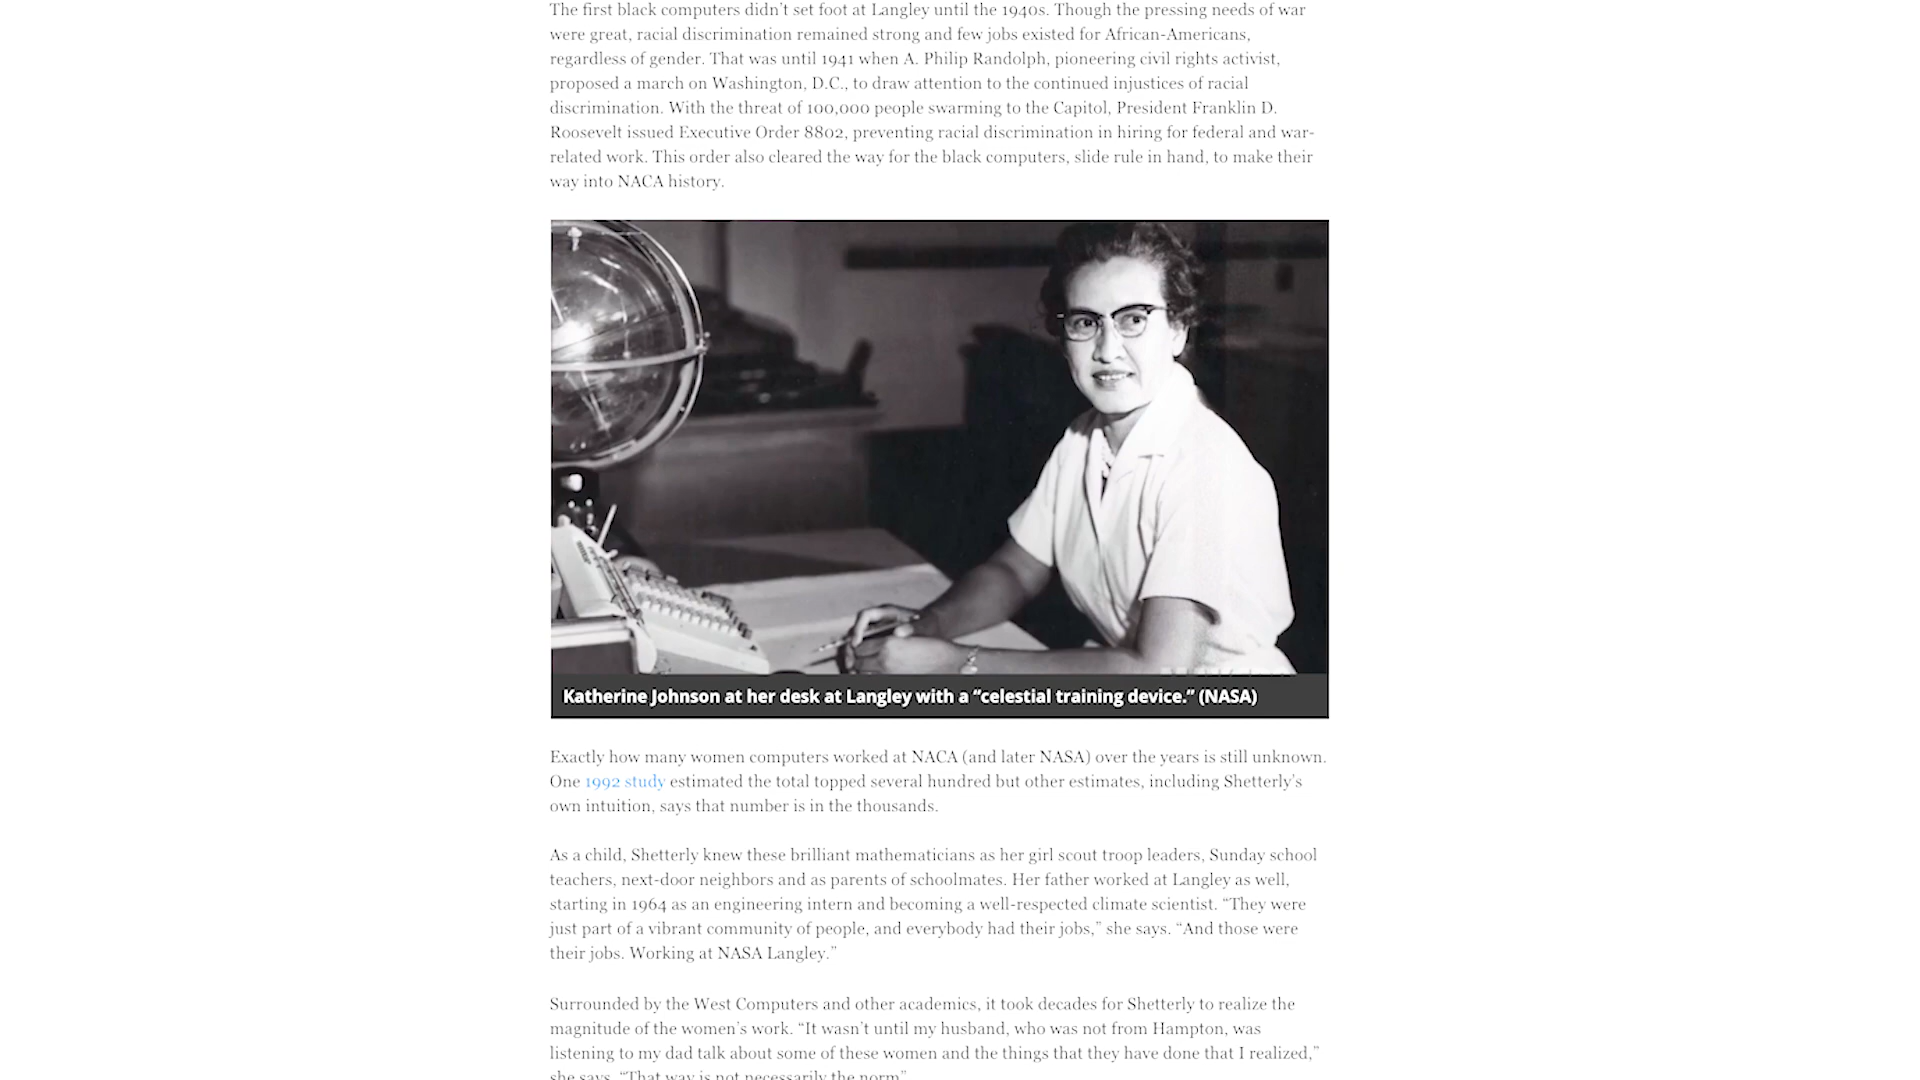 The first black computers didn't set foot at Langley until the 1940s. Though the pressing needs of war
were great, racial discrimination remained strong and few jobs existed for African-Americans,
regardless of gender. That was until 1941 when A. Philip Randolph, pioneering civil rights activist,
proposed a march on Washington, D.C., to draw attention to the continued injustices of racial
discrimination. With the threat of 100,000 people swarming to the Capitol, President Franklin D.
Roosevelt issued Executive Order 8802, preventing racial discrimination in hiring for federal and war-
related work. This order also cleared the way for the black computers, slide rule in hand, to make their
way into NACA history.
Katherine Johnson at her desk at Langley with a “celestial training device.” (NASA)
Exactly how many women computers worked at NACA (and later NASA) over the years is still unknown.
One 1992 study estimated the total topped several hundred but other estimates, including Shetterly's
own intuition, says that number is in the thousands.
As a child, Shetterly knew these brilliant mathematicians as her girl scout troop leaders, Sunday school
teachers, next-door neighbors and as parents of schoolmates. Her father worked at Langley as well,
starting in 1964 as an engineering intern and becoming a well-respected climate scientist. “They were
just part of a vibrant community of people, and everybody had their jobs,” she says. “And those were
their jobs. Working at NASA Langley.”
Surrounded by the West Computers and other academics, it took decades for Shetterly to realize the
magnitude of the women's work. “It wasn't until my husband, who was not from Hampton, was
listening to my dad talk about some of these women and the things that they have done that I realized,”
she says. “That way is not necessarily the norm”